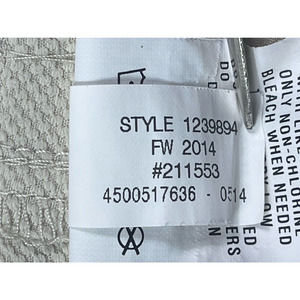 STYLE 1239894
FW 2014
#211553
4500517636 - 0514
ONLY NON-CHLORINE
BLEACH WHEN NEEDED